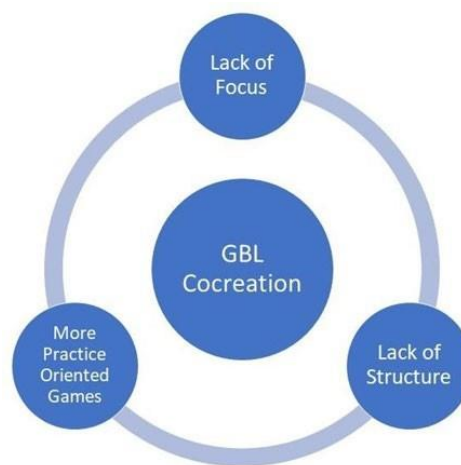 Lack of
Focus
GBL
Cocreation
More
Practice
Oriented
Games
Lack of
Structure